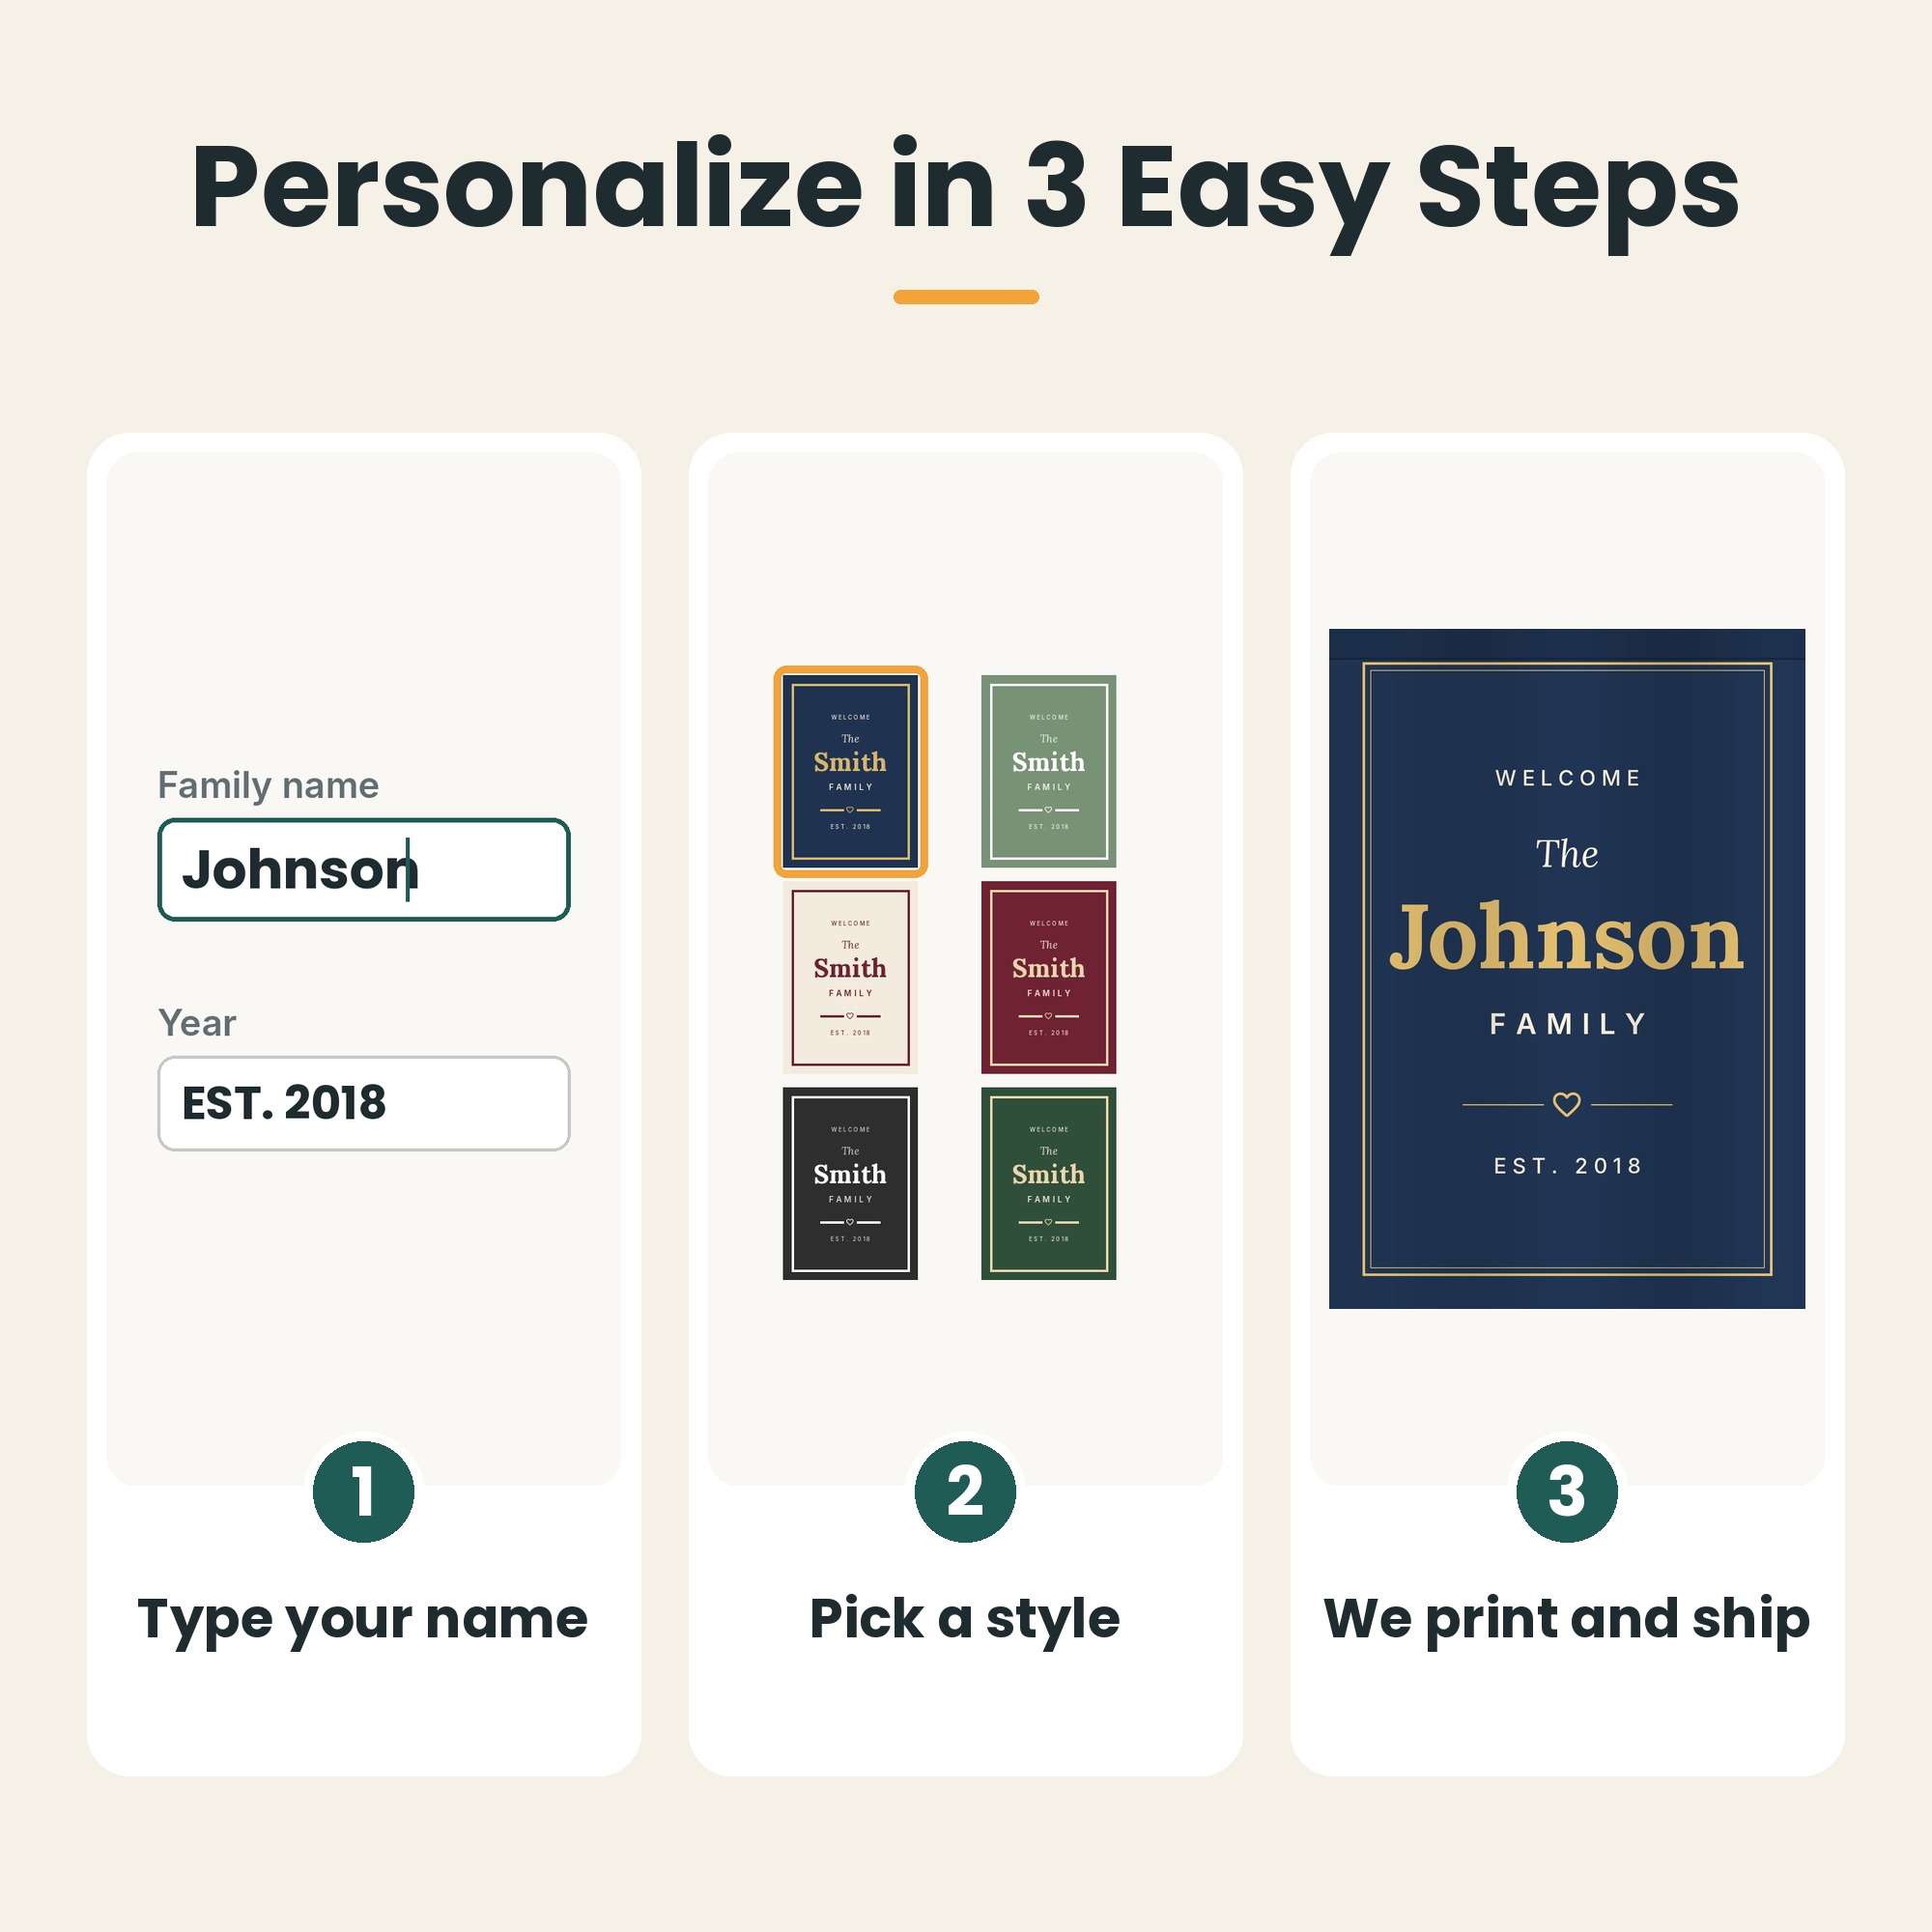 Personalize in 3 Easy Steps
Family name
Johnson
Year
EST. 2018
1
Type your name
WELCOME
The
Smith
FAMILY
EST. 2018
WELCOME
The
Smith
FAMILY
EST. 2018
WELCOME
The
Smith
FAMILY
EST. 2018
WELCOME
The
Smith
FAMILY
EST. 2018
WELCOME
The
Smith
FAMILY
EST. 2018
WELCOME
The
Smith
FAMILY
EST. 2018
2
Pick a style
WELCOME
The
Johnson
FAMILY
EST. 2018
3
We print and ship